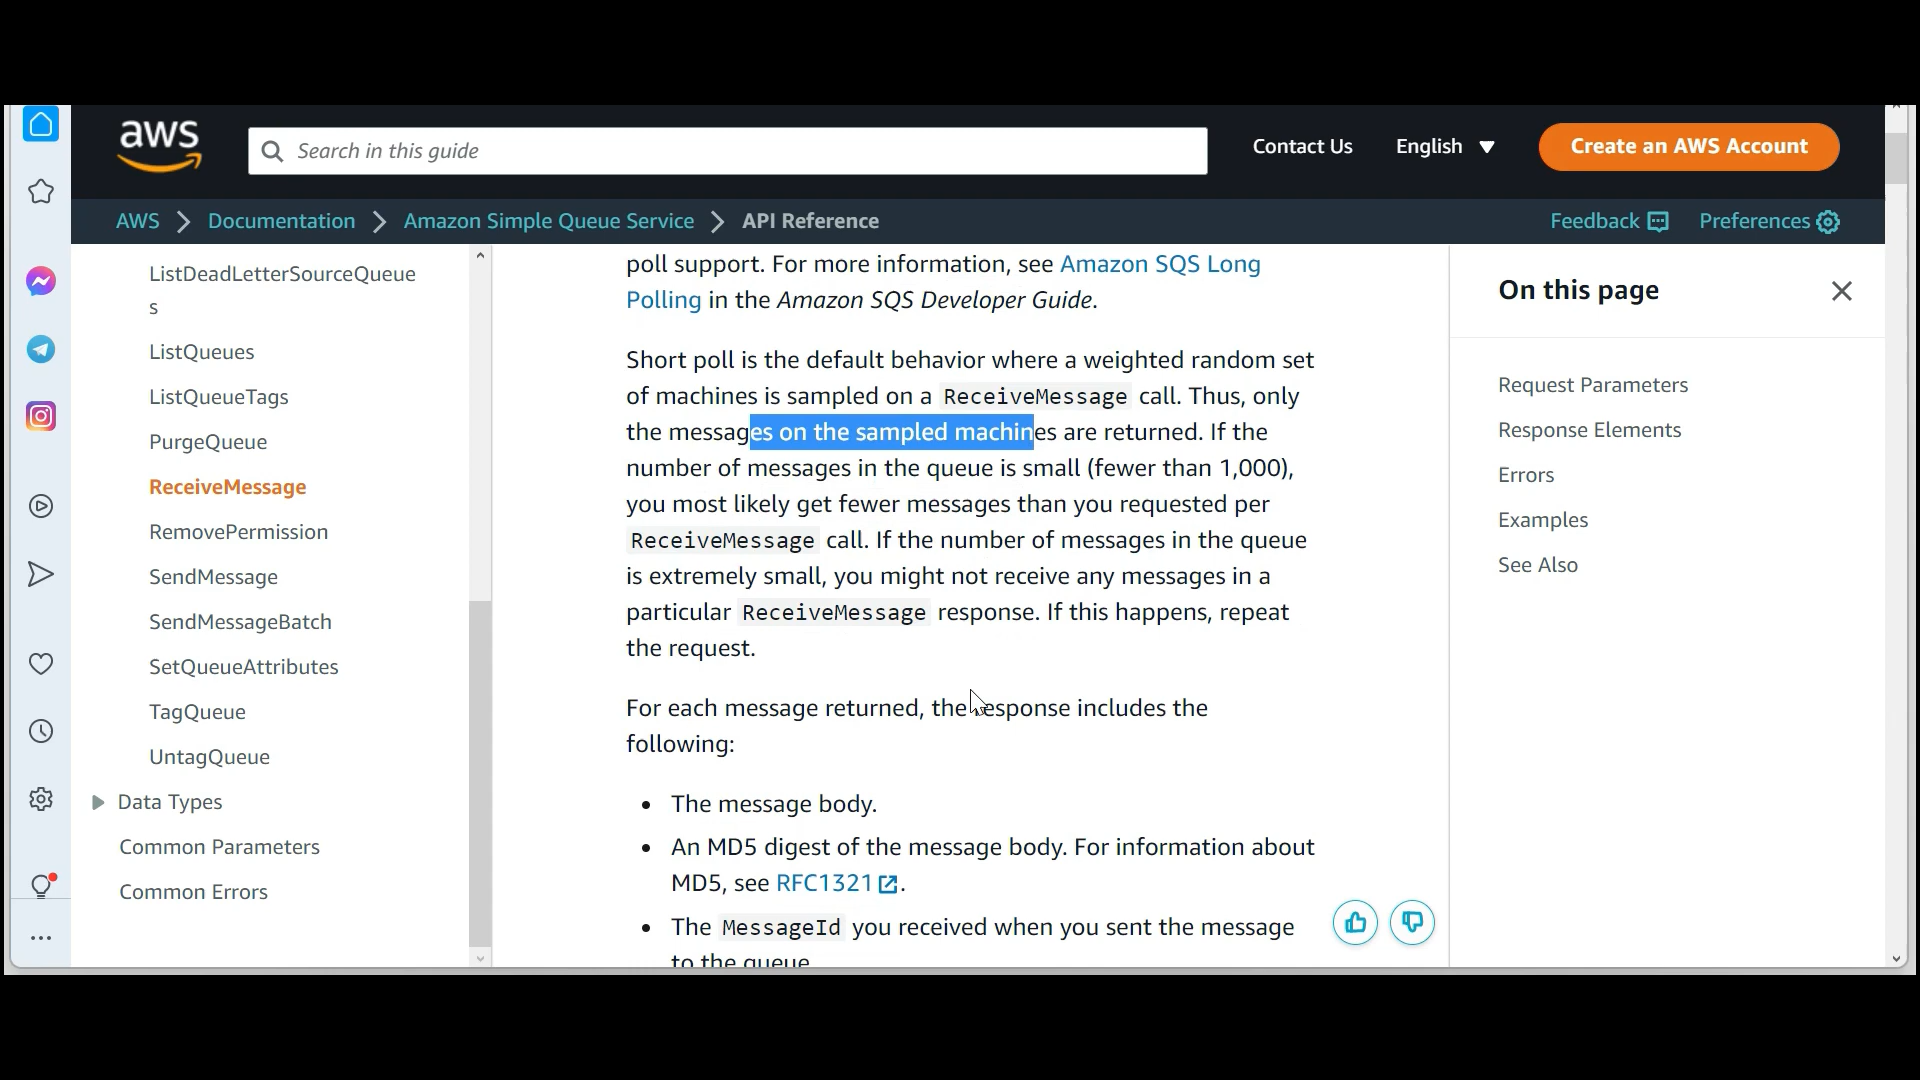 aws
Search in this guide
Contact Us
English
Create an AWS Account
AWS
Documentation
Amazon Simple Queue Service
API Reference
Feedback
Preferences
ListDeadLetterSourceQueue
s
ListQueues
ListQueueTags
PurgeQueue
ReceiveMessage
RemovePermission
SendMessage
SendMessageBatch
SetQueueAttributes
TagQueue
UntagQueue
Data Types
Common Parameters
Common Errors
poll support. For more information, see Amazon SQS Long
Polling in the Amazon SQS Developer Guide.
Short poll is the default behavior where a weighted random set
of machines is sampled on a ReceiveMessage call. Thus, only
the messages on the sampled machines are returned. If the
number of messages in the queue is small (fewer than 1,000),
you most likely get fewer messages than you requested per
ReceiveMessage call. If the number of messages in the queue
is extremely small, you might not receive any messages in a
particular ReceiveMessage response. If this happens, repeat
the request.
For each message returned, the response includes the
following:
• The message body.
• An MD5 digest of the message body. For information about
MD5, see RFC1321.
• The MessageId you received when you sent the message
to the queue.
On this page
Request Parameters
Response Elements
Errors
Examples
See Also